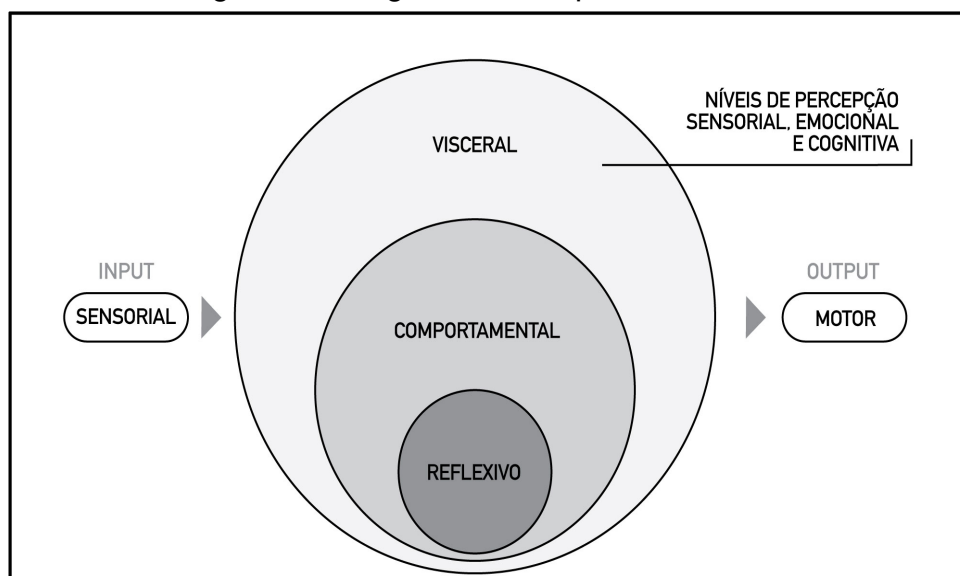 VISCERAL
NÍVEIS DE PERCEPÇÃO
SENSORIAL, EMOCIONAL
E COGNITIVA
INPUT
SENSORIAL
COMPORTAMENTAL
OUTPUT
MOTOR
REFLEXIVO